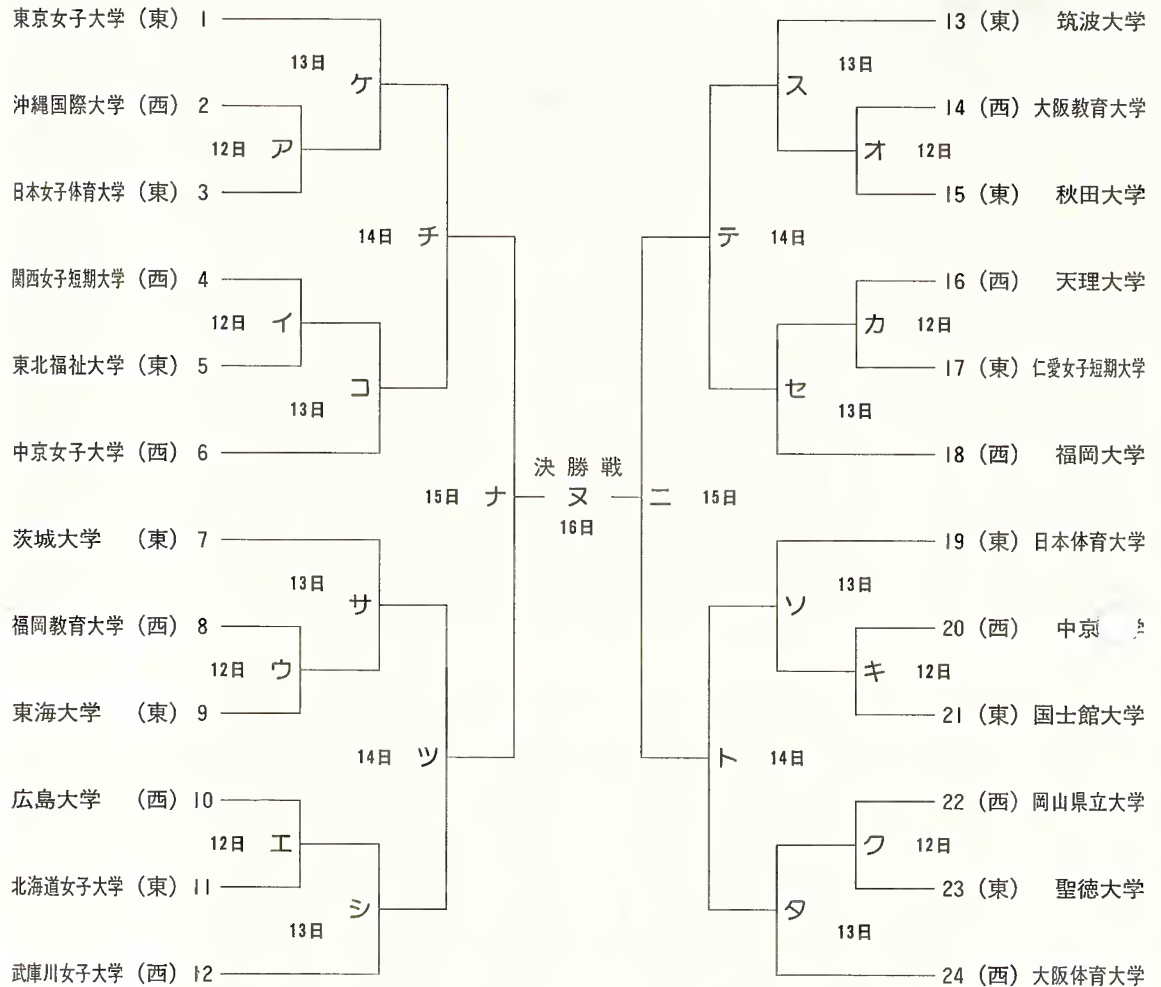 東京女子大学 (東) 1
13日
ケ
沖縄国際大学 (西) 2
12日 ア
日本女子体育大学 (東) 3
14日 チ
関西女子短期大学 (西) 4
12日 イ
東北福祉大学 (東) 5
コ
13日
中京女子大学 (西) 6
15日 ナ
茨城大学 (東) 7
13日
サ
福岡教育大学 (西) 8
12日 ウ
東海大学 (東) 9
14日 ツ
広島大学 (西) 10
12日 エ
北海道女子大学 (東) 11
シ
13日
武庫川女子大学 (西) 12
決勝戦
ヌ
16日
13 (東) 筑波大学
13日
ス
14 (西) 大阪教育大学
オ 12日
15 (東) 秋田大学
テ 14日
16 (西) 天理大学
カ 12日
17 (東) 仁愛女子短期大学
セ
13日
18 (西) 福岡大学
ニ 15日
19 (東) 日本体育大学
13日
ソ
20 (西) 中京
キ 12日
21 (東) 国士館大学
ト 14日
22 (西) 岡山県立大学
ク 12日
23 (東) 聖徳大学
タ
13日
24 (西) 大阪体育大学